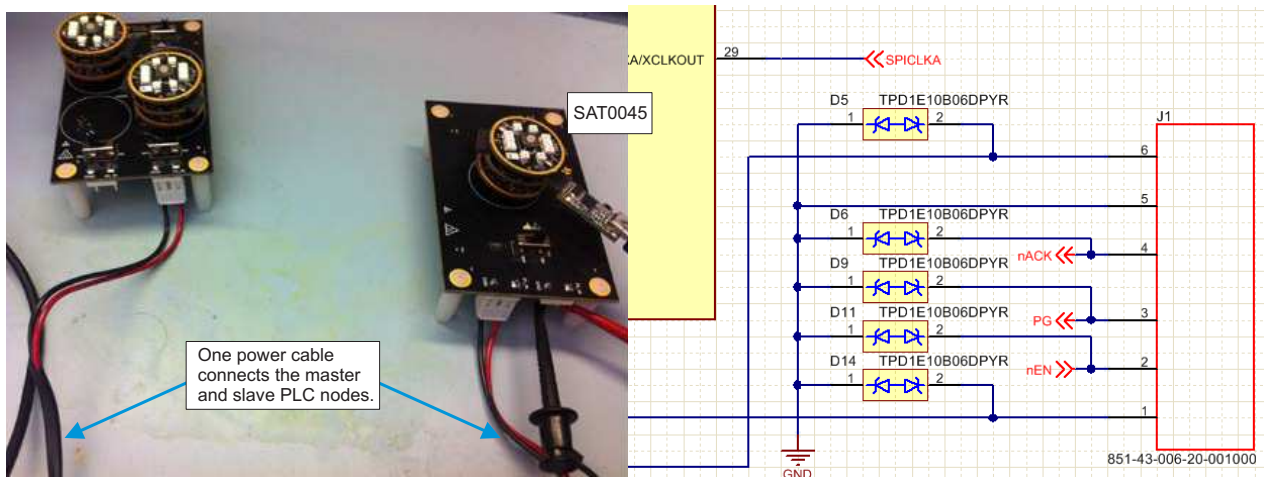 SAT0045
One power cable
connects the master
and slave PLC nodes.
KA/XCLKOUT
29
SPICLKA
D5 TPD1E10B06DPYR
1 2
J1
6
5
D6 TPD1E10B06DPYR
1 2
4
nACK
D9 TPD1E10B06DPYR
1 2
3
PG
D11 TPD1E10B06DPYR
1 2
2
nEN
D14 TPD1E10B06DPYR
1 2
1
851-43-006-20-001000
GND